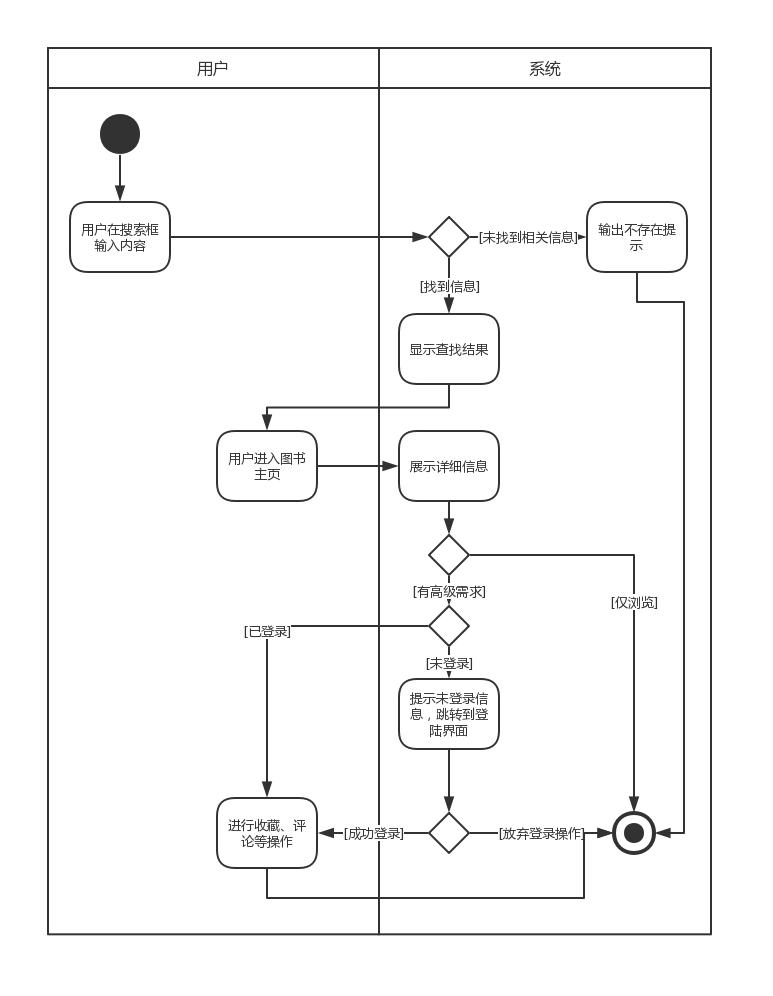 用户
系统
用户在搜索框
输入内容
[未找到相关信息]
输出不存在提
示
[找到信息]
显示查找结果
用户进入图书
主页
展示详细信息
[有高级需求]
[仅浏览]
[已登录]
[未登录]
提示未登录信
息，跳转到登
陆界面
进行收藏、评
论等操作
[成功登录]
[放弃登录操作]